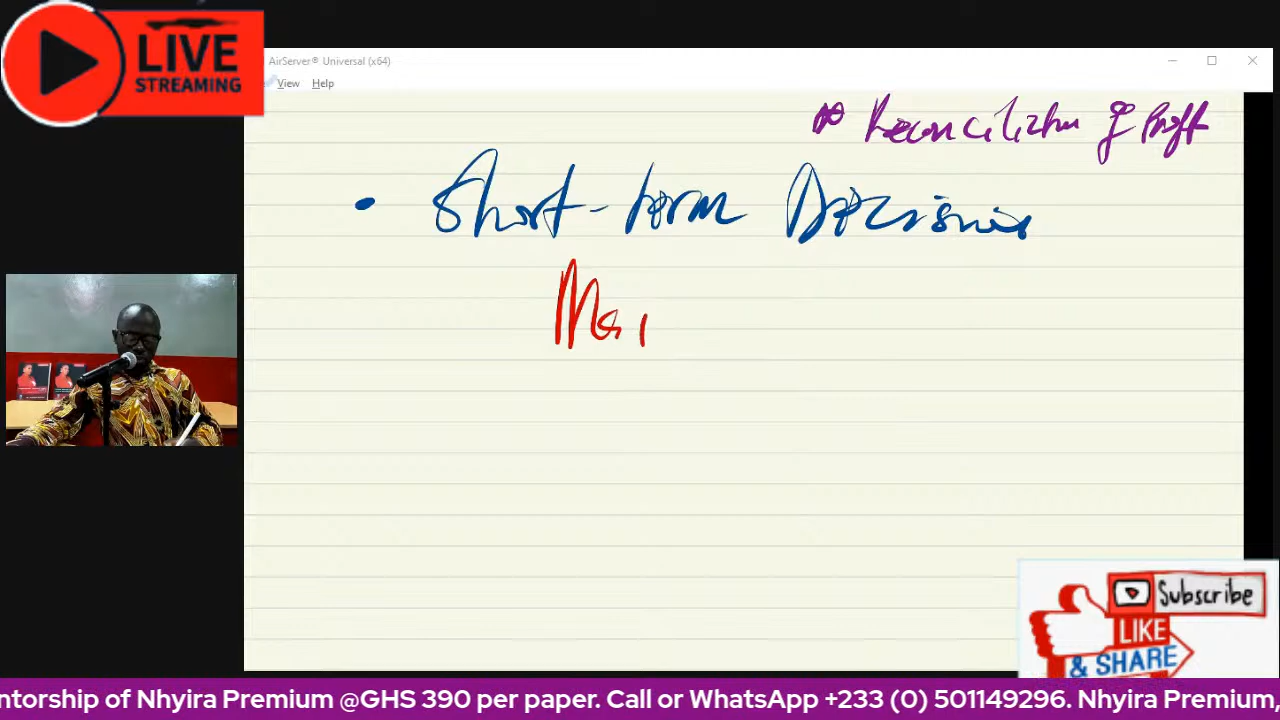 LIVE
STREAMING
AirServer® Universal (x64)
View Help
Reconciliation of Profit
• Short-term Decisions
Subscribe
LIKE
& SHARE
ntorship of Nhyira Premium @GHS 390 per paper. Call or WhatsApp +233 (0) 501149296. Nhyira Premium,